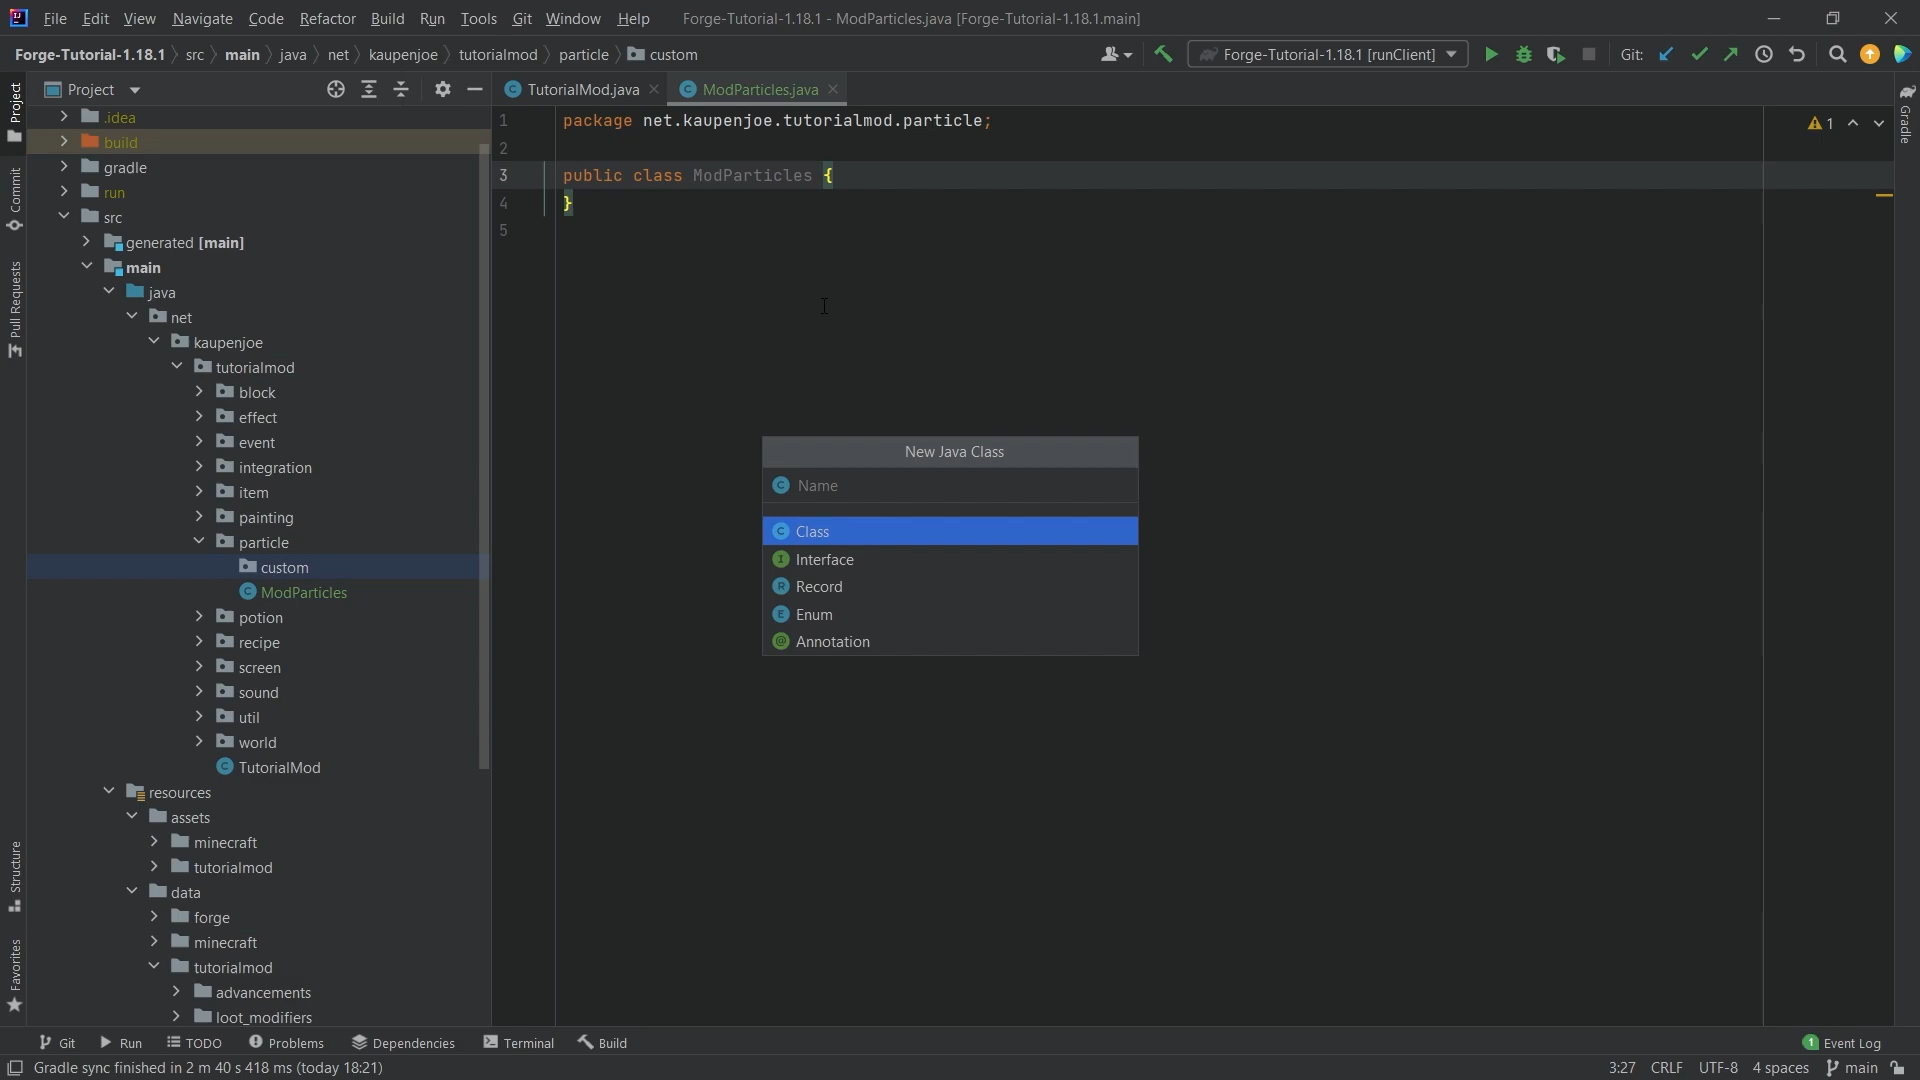 File Edit View Navigate Code Refactor Build Run Tools Git Window Help Forge-Tutorial-1.18.1 - ModParticles.java [Forge-Tutorial-1.18.1.main]
Forge-Tutorial-1.18.1 src main java net kaupenjoe tutorialmod particle custom Forge-Tutorial-1.18.1 [runClient] Git:
Project TutorialMod.java ModParticles.java
.idea
build
gradle
run
src
generated [main]
main
java
net
kaupenjoe
tutorialmod
block
effect
event
integration
item
painting
particle
custom
ModParticles
potion
recipe
screen
sound
util
world
TutorialMod
resources
assets
minecraft
tutorialmod
data
forge
minecraft
tutorialmod
advancements
loot_modifiers
1 package net.kaupenjoe.tutorialmod.particle;
2
3 public class ModParticles {
4 }
5
1
New Java Class
Name
Class
Interface
Record
Enum
Annotation
Project
Commit
Pull Requests
Structure
Favorites
Gradle
Git Run TODO Problems Dependencies Terminal Build 1 Event Log
Gradle sync finished in 2 m 40 s 418 ms (today 18:21) 3:27 CRLF UTF-8 4 spaces main